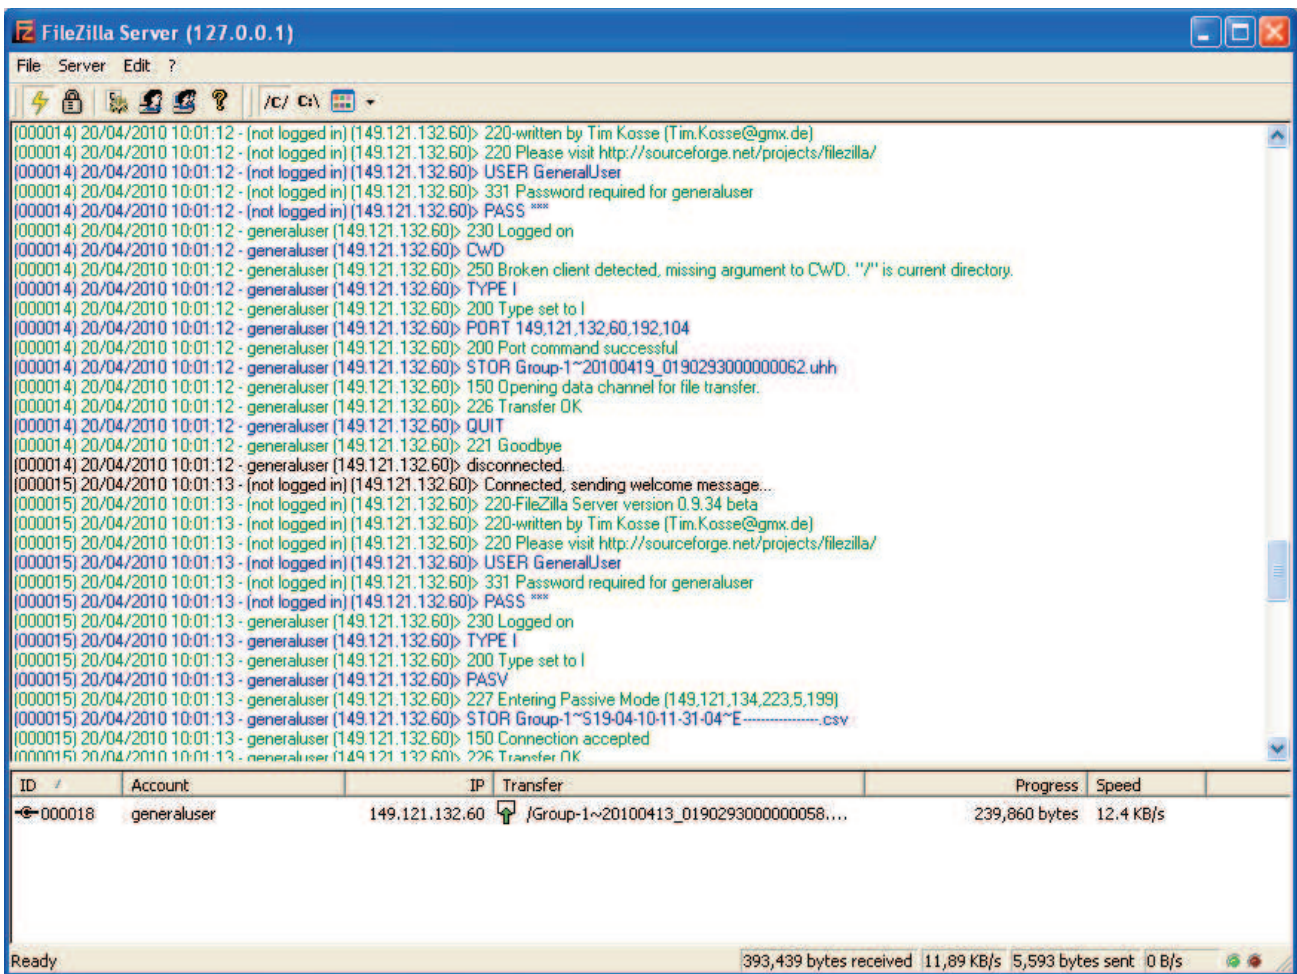 FileZilla Server (127.0.0.1)
File Server Edit ?
/C/ C:\
(000014) 20/04/2010 10:01:12 - (not logged in) (149.121.132.60)> 220-written by Tim Kosse (Tim.Kosse@gmx.de)
(000014) 20/04/2010 10:01:12 - (not logged in) (149.121.132.60)> 220 Please visit http://sourceforge.net/projects/filezilla/
(000014) 20/04/2010 10:01:12 - (not logged in) (149.121.132.60)> USER GeneralUser
(000014) 20/04/2010 10:01:12 - (not logged in) (149.121.132.60)> 331 Password required for generaluser
(000014) 20/04/2010 10:01:12 - (not logged in) (149.121.132.60)> PASS ***
(000014) 20/04/2010 10:01:12 - generaluser (149.121.132.60)> 230 Logged on
(000014) 20/04/2010 10:01:12 - generaluser (149.121.132.60)> CWD
(000014) 20/04/2010 10:01:12 - generaluser (149.121.132.60)> 250 Broken client detected, missing argument to CWD. "/" is current directory.
(000014) 20/04/2010 10:01:12 - generaluser (149.121.132.60)> TYPE I
(000014) 20/04/2010 10:01:12 - generaluser (149.121.132.60)> 200 Type set to I
(000014) 20/04/2010 10:01:12 - generaluser (149.121.132.60)> PORT 149,121,132,60,192,104
(000014) 20/04/2010 10:01:12 - generaluser (149.121.132.60)> 200 Port command successful
(000014) 20/04/2010 10:01:12 - generaluser (149.121.132.60)> STOR Group-1~20100419_0190293000000062.uhh
(000014) 20/04/2010 10:01:12 - generaluser (149.121.132.60)> 150 Opening data channel for file transfer.
(000014) 20/04/2010 10:01:12 - generaluser (149.121.132.60)> 226 Transfer OK
(000014) 20/04/2010 10:01:12 - generaluser (149.121.132.60)> QUIT
(000014) 20/04/2010 10:01:12 - generaluser (149.121.132.60)> 221 Goodbye
(000014) 20/04/2010 10:01:12 - generaluser (149.121.132.60)> disconnected.
(000015) 20/04/2010 10:01:13 - (not logged in) (149.121.132.60)> Connected, sending welcome message...
(000015) 20/04/2010 10:01:13 - (not logged in) (149.121.132.60)> 220-FileZilla Server version 0.9.34 beta
(000015) 20/04/2010 10:01:13 - (not logged in) (149.121.132.60)> 220-written by Tim Kosse (Tim.Kosse@gmx.de)
(000015) 20/04/2010 10:01:13 - (not logged in) (149.121.132.60)> 220 Please visit http://sourceforge.net/projects/filezilla/
(000015) 20/04/2010 10:01:13 - (not logged in) (149.121.132.60)> USER GeneralUser
(000015) 20/04/2010 10:01:13 - (not logged in) (149.121.132.60)> 331 Password required for generaluser
(000015) 20/04/2010 10:01:13 - (not logged in) (149.121.132.60)> PASS ***
(000015) 20/04/2010 10:01:13 - generaluser (149.121.132.60)> 230 Logged on
(000015) 20/04/2010 10:01:13 - generaluser (149.121.132.60)> TYPE I
(000015) 20/04/2010 10:01:13 - generaluser (149.121.132.60)> 200 Type set to I
(000015) 20/04/2010 10:01:13 - generaluser (149.121.132.60)> PASV
(000015) 20/04/2010 10:01:13 - generaluser (149.121.132.60)> 227 Entering Passive Mode (149,121,134,223,5,199)
(000015) 20/04/2010 10:01:13 - generaluser (149.121.132.60)> STOR Group-1~S19-04-10-11-31-04~E-----------------.csv
(000015) 20/04/2010 10:01:13 - generaluser (149.121.132.60)> 150 Connection accepted
(000015) 20/04/2010 10:01:13 - generaluser (149.121.132.60)> 226 Transfer OK
ID / Account IP Transfer Progress Speed
000018 generaluser 149.121.132.60 /Group-1~20100413_0190293000000058.... 239,860 bytes 12.4 KB/s
Ready 393,439 bytes received 11,89 KB/s 5,593 bytes sent 0 B/s